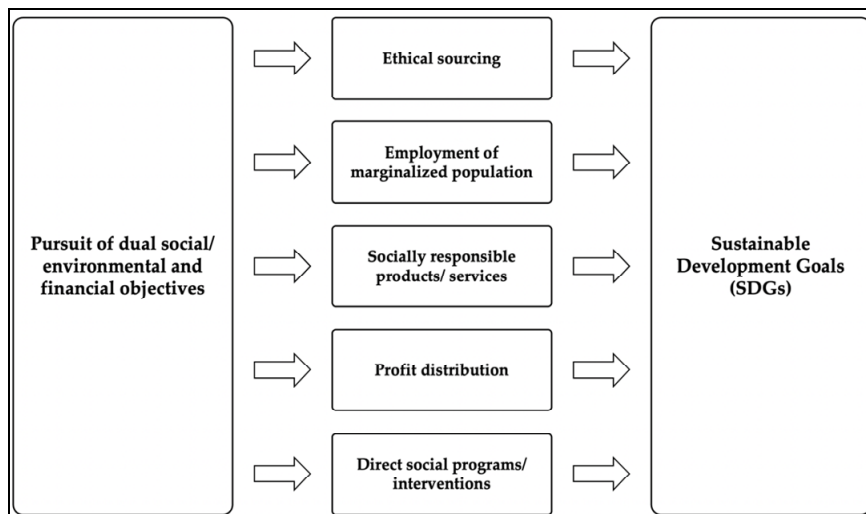 Pursuit of dual social/
environmental and
financial objectives
Ethical sourcing
Employment of
marginalized population
Socially responsible
products/ services
Profit distribution
Direct social programs/
interventions
Sustainable
Development Goals
(SDGs)